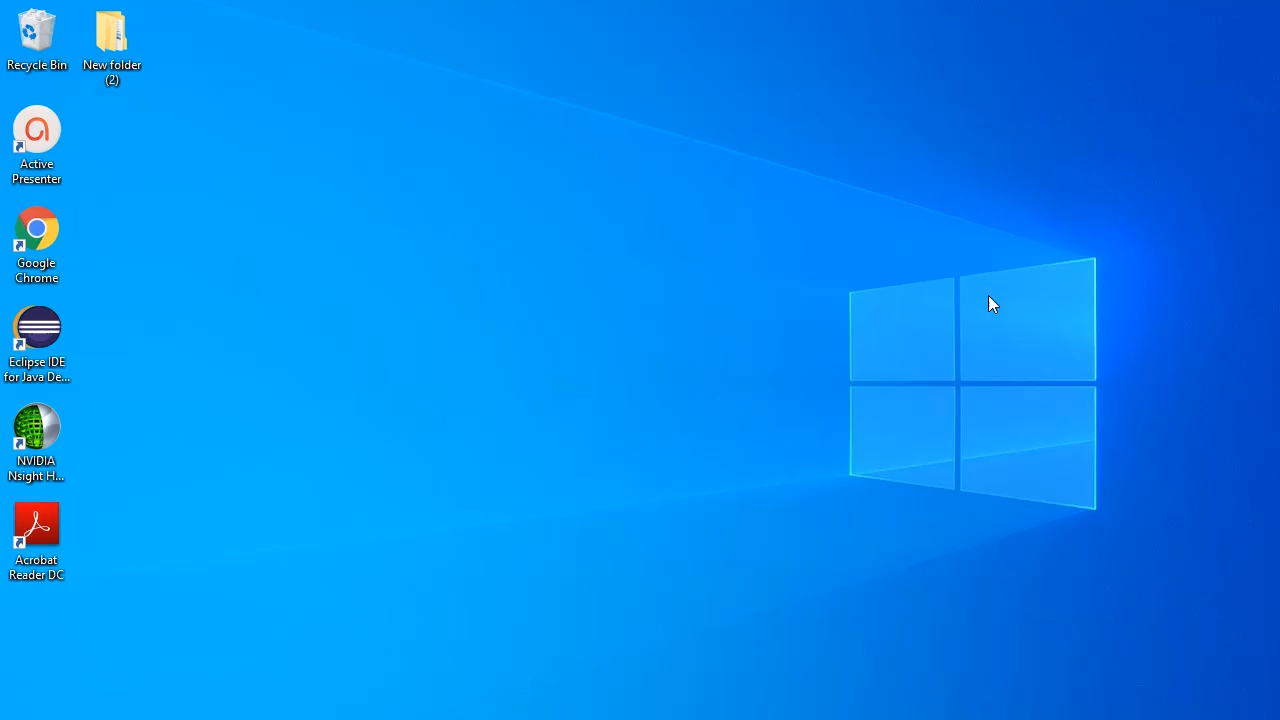 Recycle Bin
New folder
(2)
Active
Presenter
Google
Chrome
Eclipse IDE
for Java De...
NVIDIA
Nsight H...
Acrobat
Reader DC